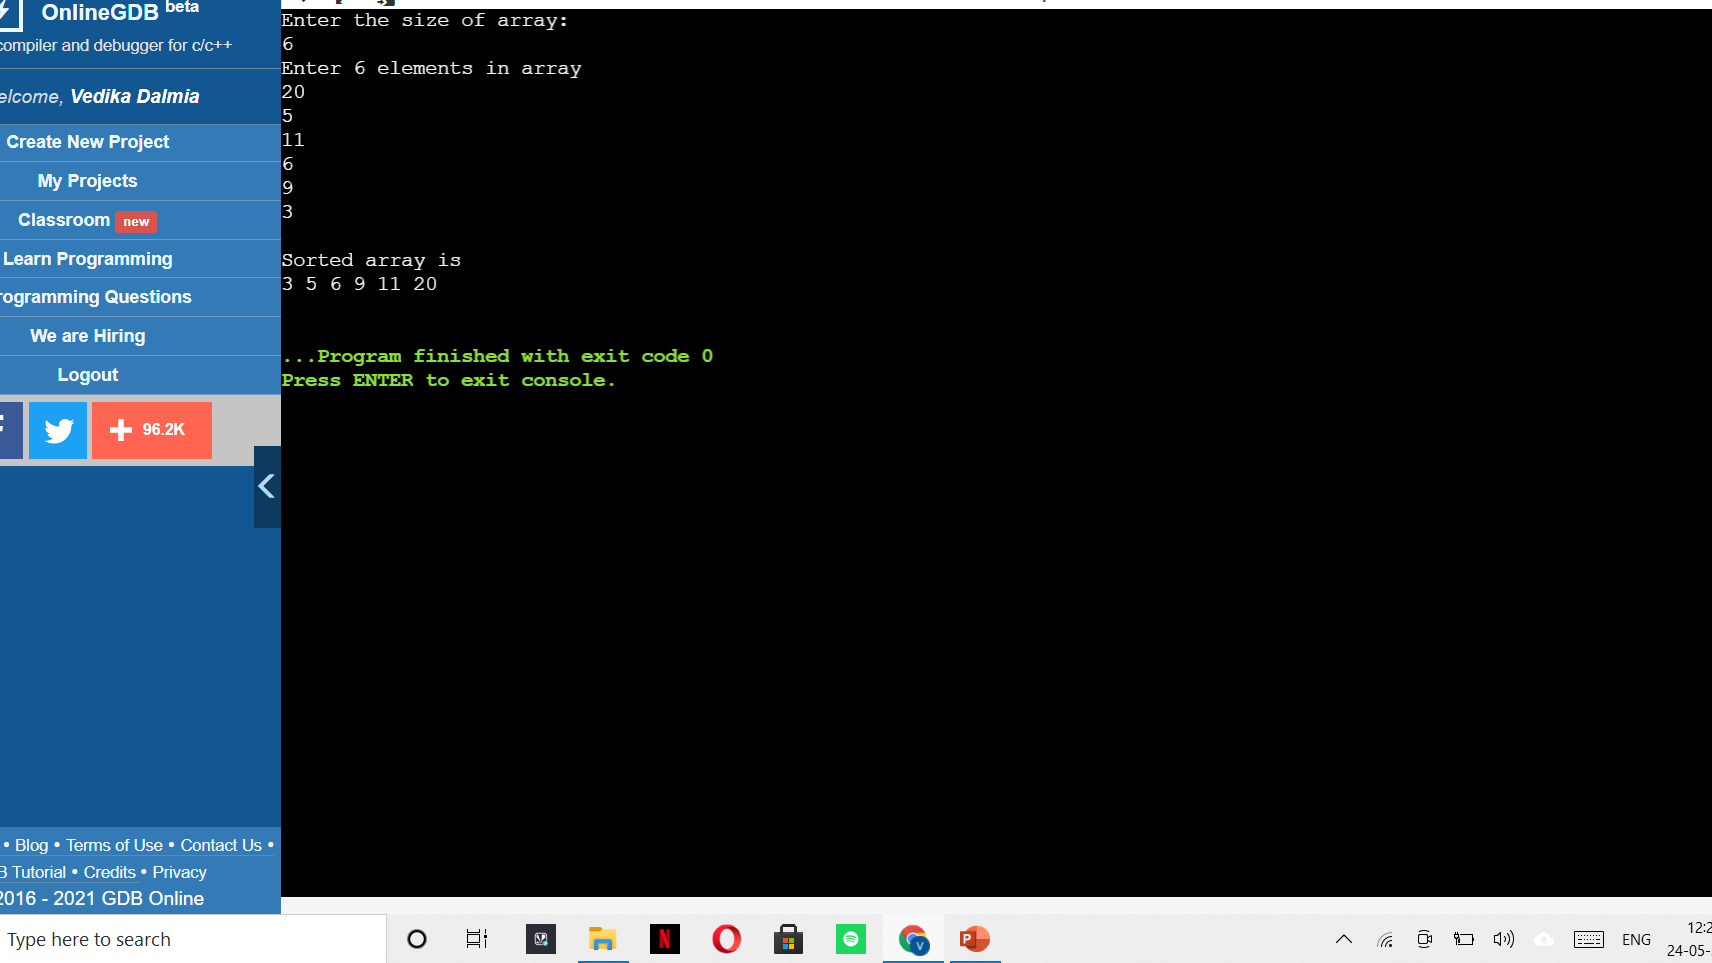 OnlineGDB beta
compiler and debugger for c/c++
elcome, Vedika Dalmia
Create New Project
My Projects
Classroom new
Learn Programming
rogramming Questions
We are Hiring
Logout
96.2K
• Blog • Terms of Use • Contact Us •
B Tutorial • Credits • Privacy
2016 - 2021 GDB Online
Enter the size of array:
6
Enter 6 elements in array
20
5
11
6
9
3
Sorted array is
3 5 6 9 11 20
...Program finished with exit code 0
Press ENTER to exit console.
Type here to search
N
V
P
ENG
12:2
24-05-